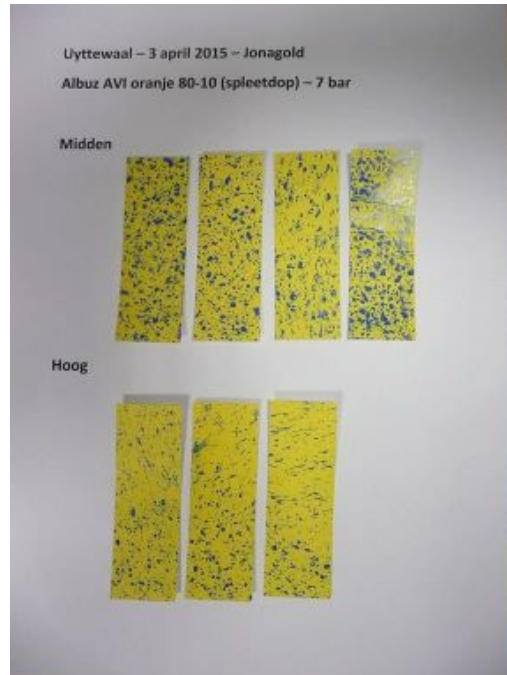 Uyttewaal – 3 april 2015 – Jonagold
Albuz AVI oranje 80-10 (spleetdop) – 7 bar
Midden
Hoog